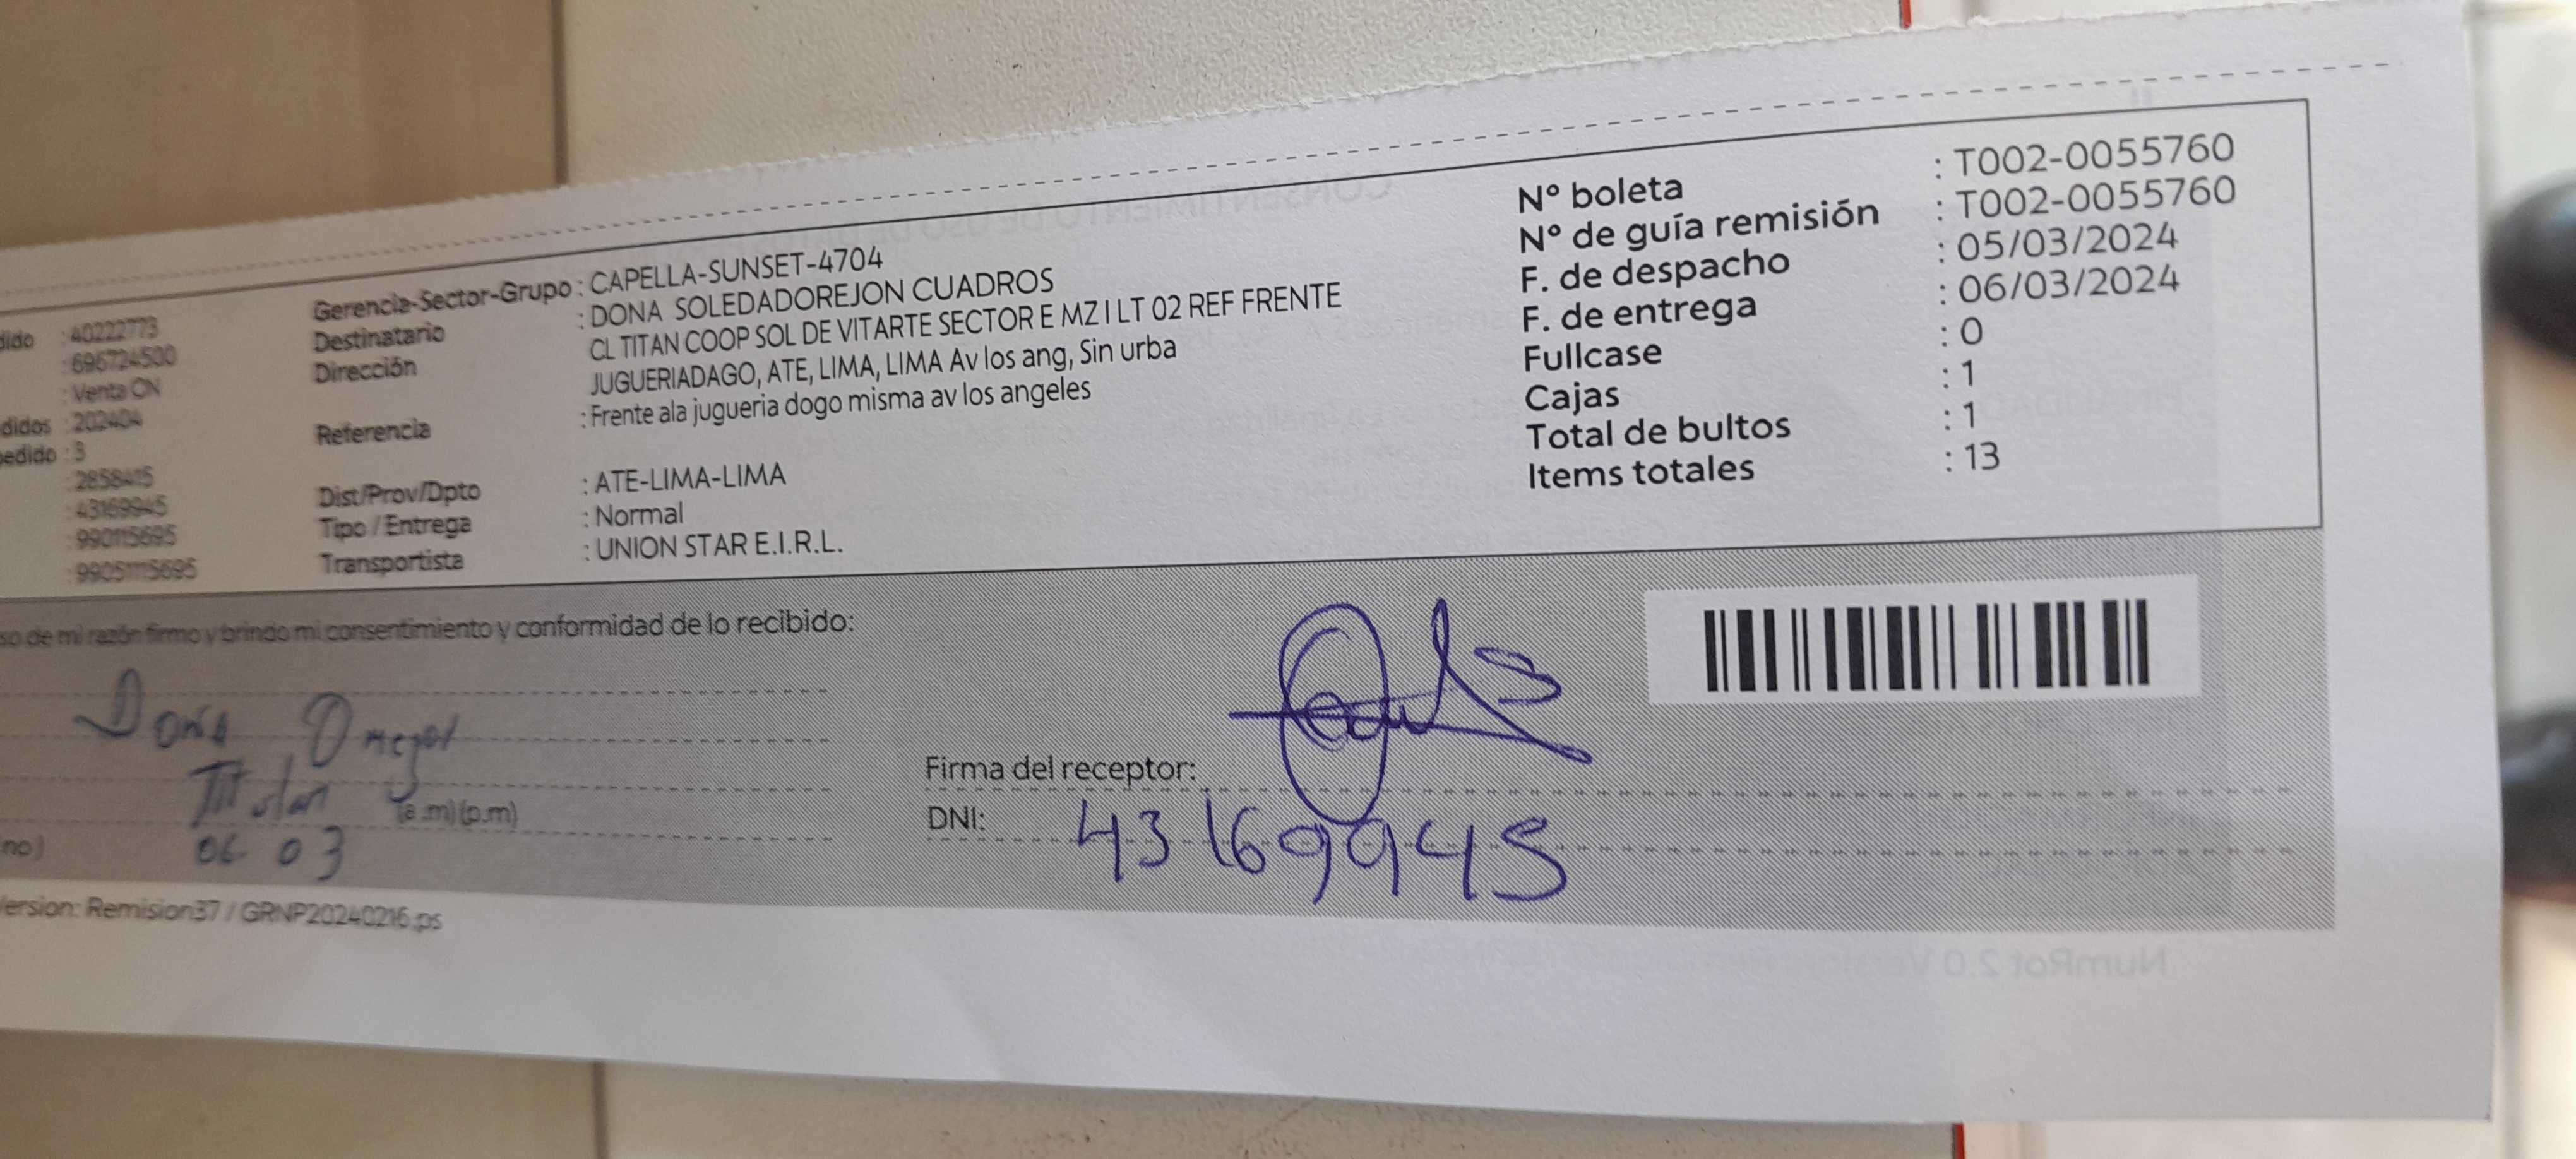 dido : 40222773
: 696724500
: Venta CN
didos : 202404
edido : 3
: 2858415
: 43169945
: 990115695
: 99051115695
Gerencia-Sector-Grupo : CAPELLA-SUNSET-4704
Destinatario : DONA SOLEDADOREJON CUADROS
Dirección CL TITAN COOP SOL DE VITARTE SECTOR E MZ I LT 02 REF FRENTE
JUGUERIADAGO, ATE, LIMA, LIMA Av los ang, Sin urba
Referencia : Frente ala jugueria dogo misma av los angeles
Dist/Prov/Dpto : ATE-LIMA-LIMA
Tipo / Entrega : Normal
Transportista : UNION STAR E.I.R.L.
Nº boleta : T002-0055760
Nº de guía remisión : T002-0055760
F. de despacho : 05/03/2024
F. de entrega : 06/03/2024
Fullcase : 0
Cajas : 1
Total de bultos : 1
Items totales : 13
so de mi razón firmo y brindo mi consentimiento y conformidad de lo recibido:
Dona
Titular (a.m) (p.m)
no) 06 03
Firma del receptor:
DNI: 43169945
ersion: Remision37 / GRNP20240216.ps